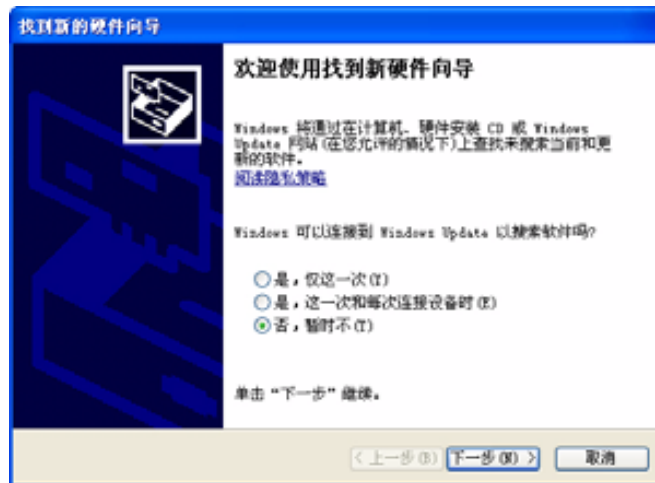 找到新的硬件向导
欢迎使用找到新硬件向导
Windows 将通过在计算机、硬件安装 CD 或 Windows
Update 网站(在您允许的情况下)上查找来搜索当前和更
新的软件。
阅读隐私策略
Windows 可以连接到 Windows Update 以搜索软件吗?
是，仅这一次(Y)
是，这一次和每次连接设备时(E)
否，暂时不(T)
单击“下一步”继续。
< 上一步(B) 下一步(N) > 取消